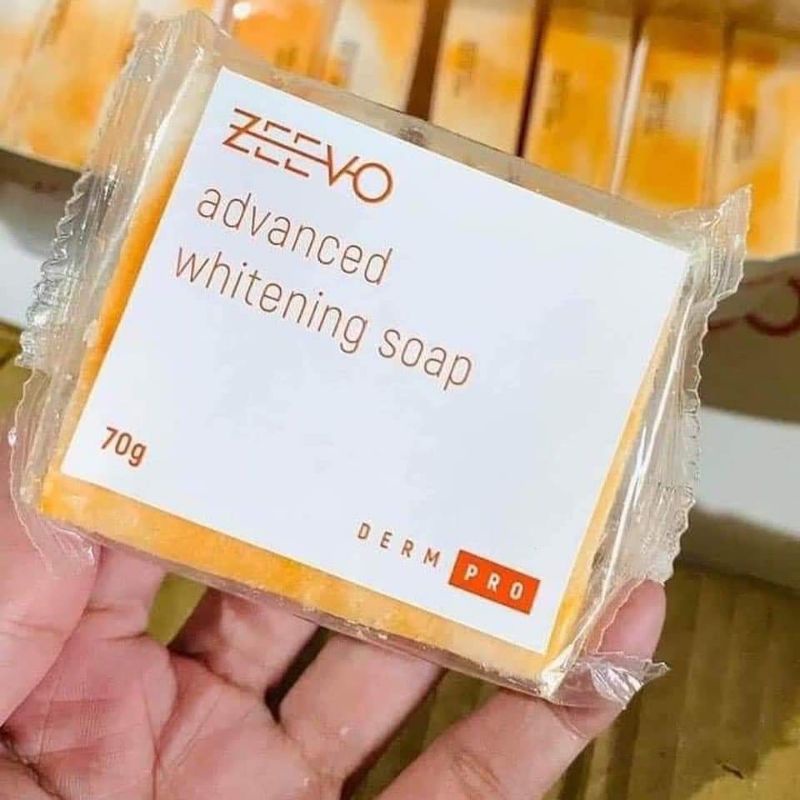 ZEEVO
advanced
whitening soap
70g
DERM PRO